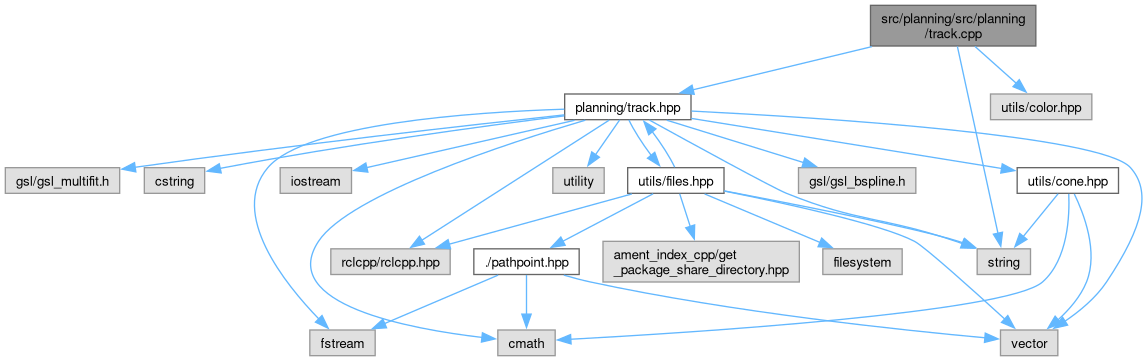 src/planning/src/planning
/track.cpp
planning/track.hpp
utils/color.hpp
gsl/gsl_multifit.h
cstring
iostream
utility
utils/files.hpp
gsl/gsl_bspline.h
utils/cone.hpp
rclcpp/rclcpp.hpp
./pathpoint.hpp
ament_index_cpp/get
_package_share_directory.hpp
filesystem
string
fstream
cmath
vector